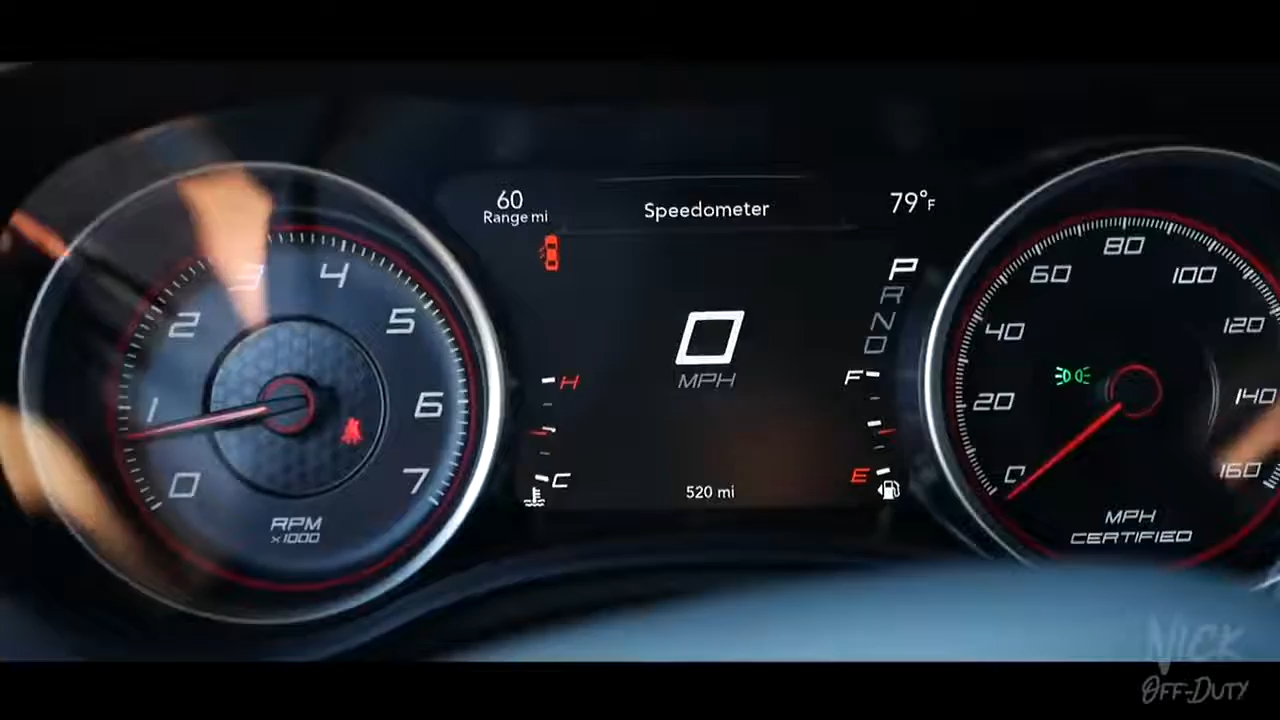 60
Range mi
Speedometer
79°F
P
R
N
D
0
MPH
H
C
F
E
520 mi
0
1
2
3
4
5
6
7
RPM
x1000
0
20
40
60
80
100
120
140
160
MPH
CERTIFIED
NICK
OFF-DUTY